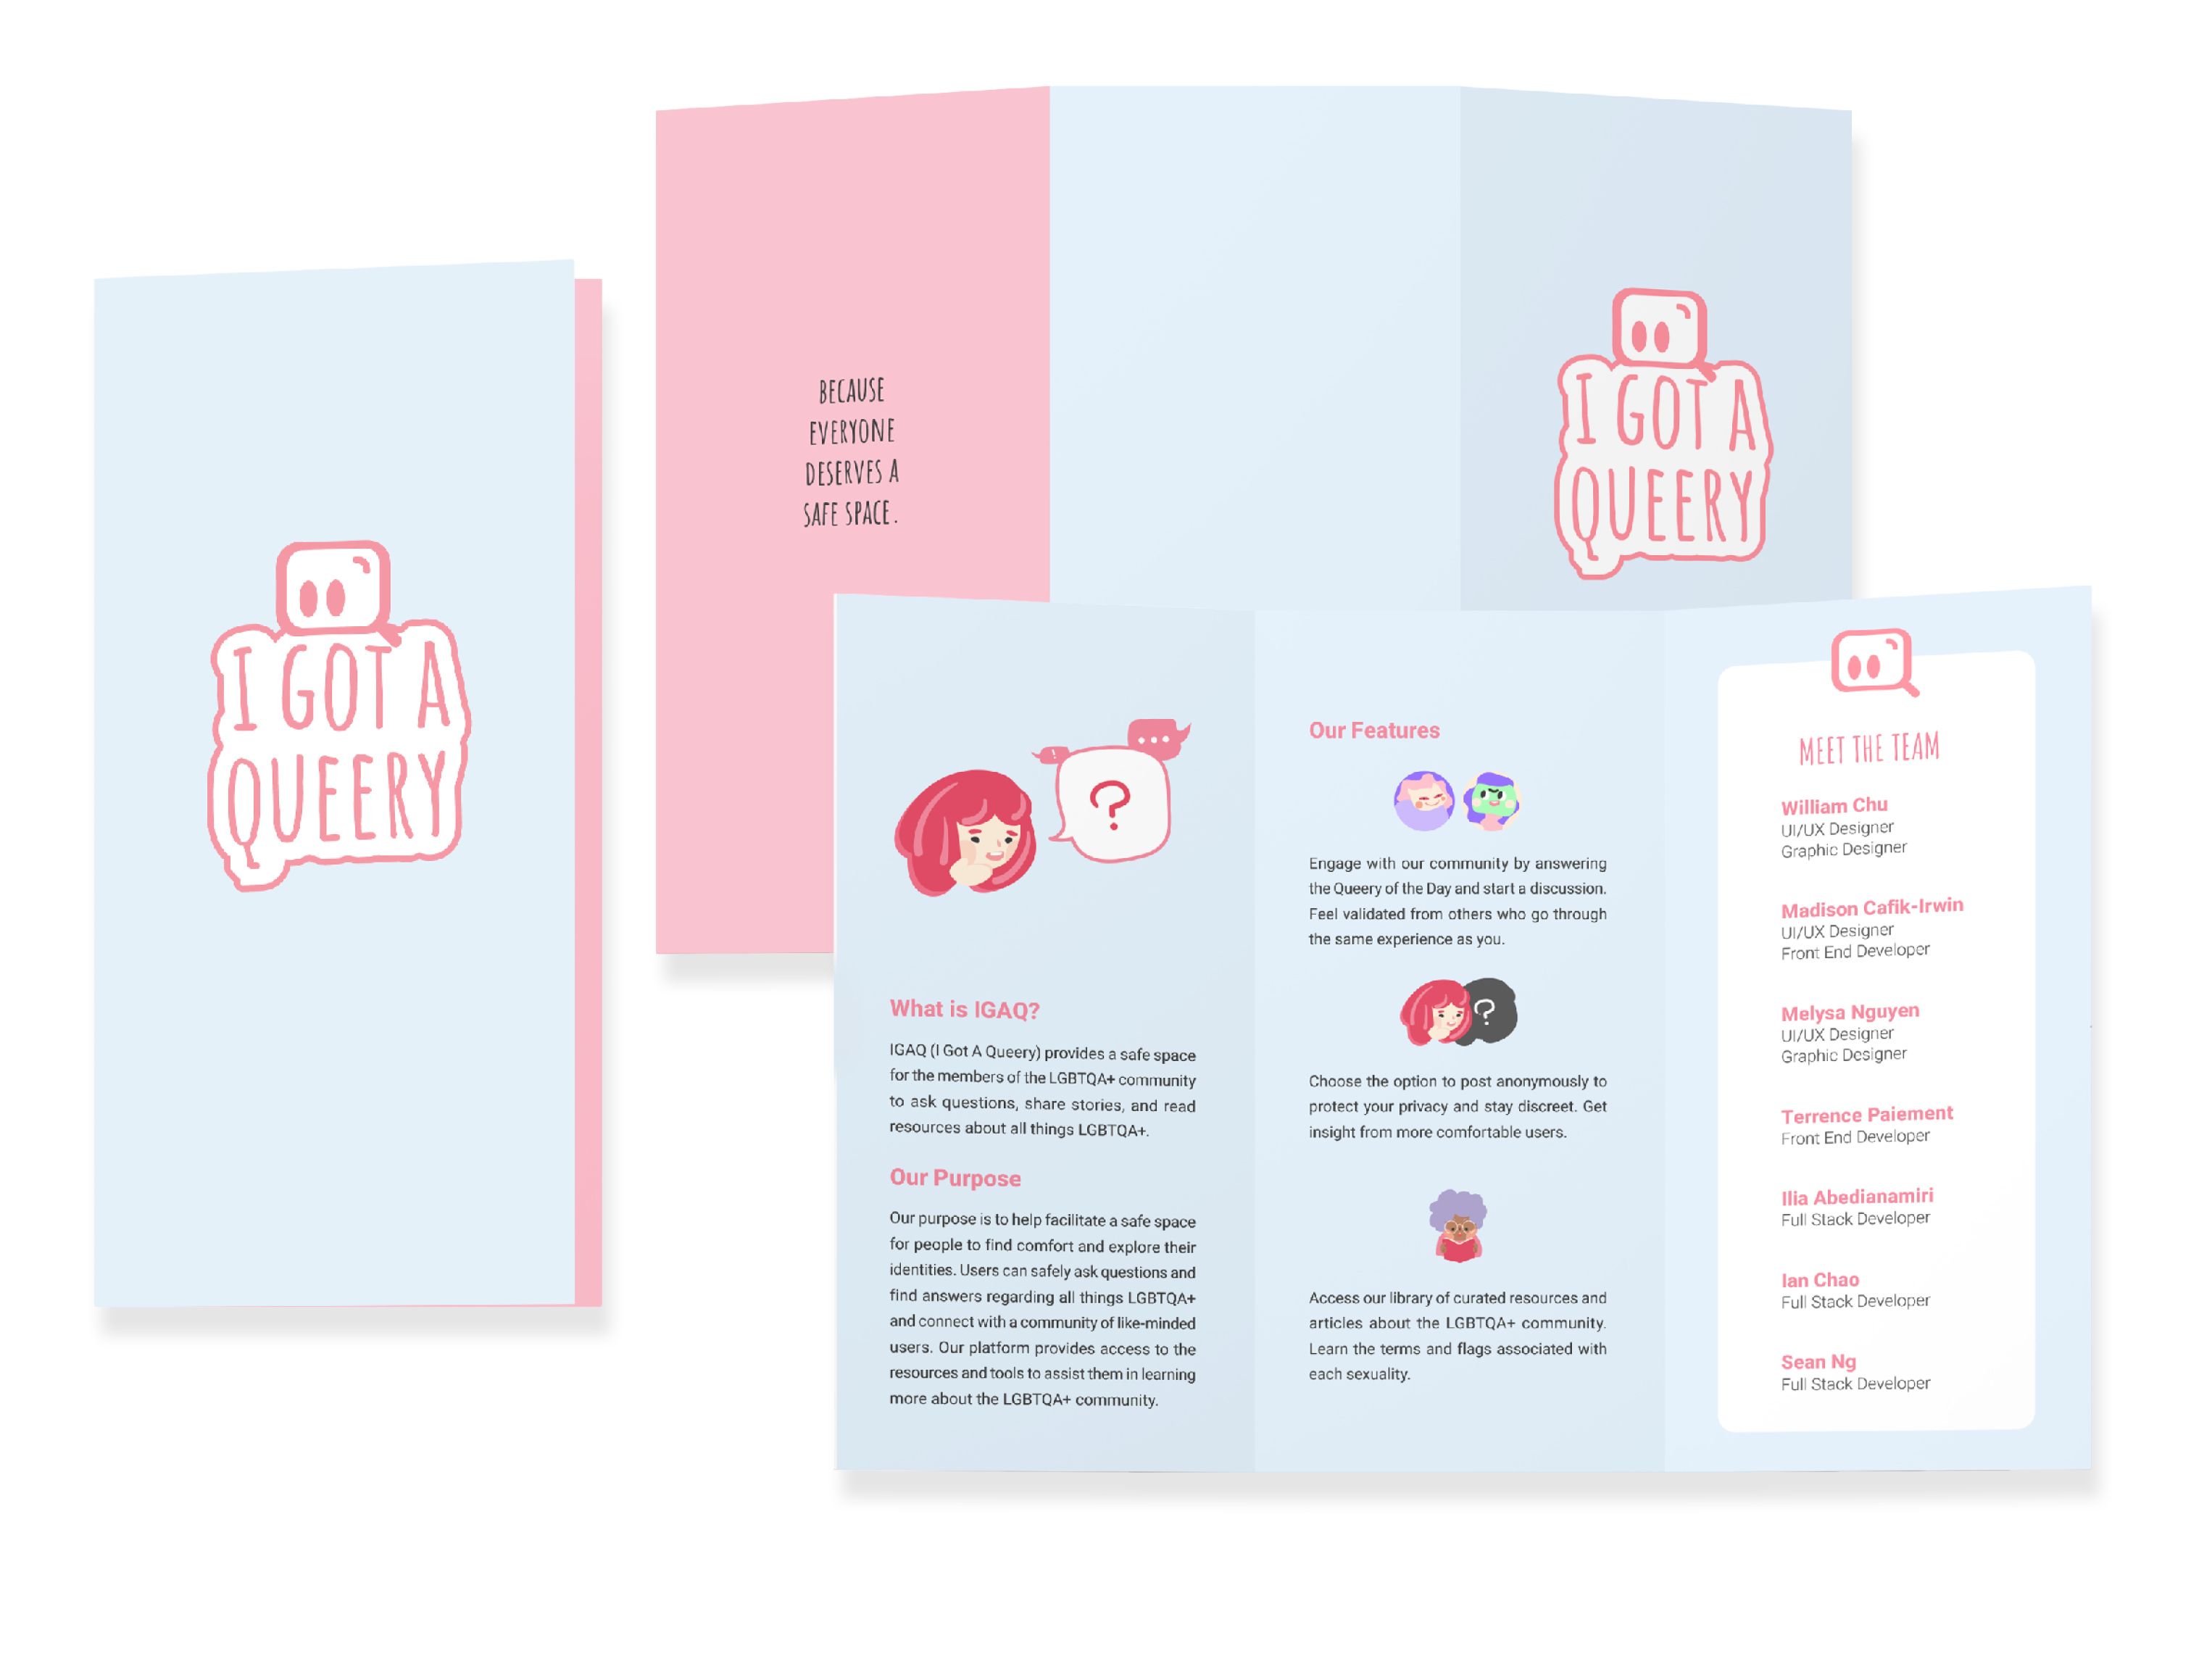 I GOT A
QUEERY
BECAUSE
EVERYONE
DESERVES A
SAFE SPACE.
I GOT A
QUEERY
?
What is IGAQ?
IGAQ (I Got A Queery) provides a safe space
for the members of the LGBTQA+ community
to ask questions, share stories, and read
resources about all things LGBTQA+.
Our Purpose
Our purpose is to help facilitate a safe space
for people to find comfort and explore their
identities. Users can safely ask questions and
find answers regarding all things LGBTQA+
and connect with a community of like-minded
users. Our platform provides access to the
resources and tools to assist them in learning
more about the LGBTQA+ community.
Our Features
Engage with our community by answering
the Queery of the Day and start a discussion.
Feel validated from others who go through
the same experience as you.
?
Choose the option to post anonymously to
protect your privacy and stay discreet. Get
insight from more comfortable users.
Access our library of curated resources and
articles about the LGBTQA+ community.
Learn the terms and flags associated with
each sexuality.
MEET THE TEAM
William Chu
UI/UX Designer
Graphic Designer
Madison Cafik-Irwin
UI/UX Designer
Front End Developer
Melysa Nguyen
UI/UX Designer
Graphic Designer
Terrence Paiement
Front End Developer
Ilia Abedianamiri
Full Stack Developer
Ian Chao
Full Stack Developer
Sean Ng
Full Stack Developer